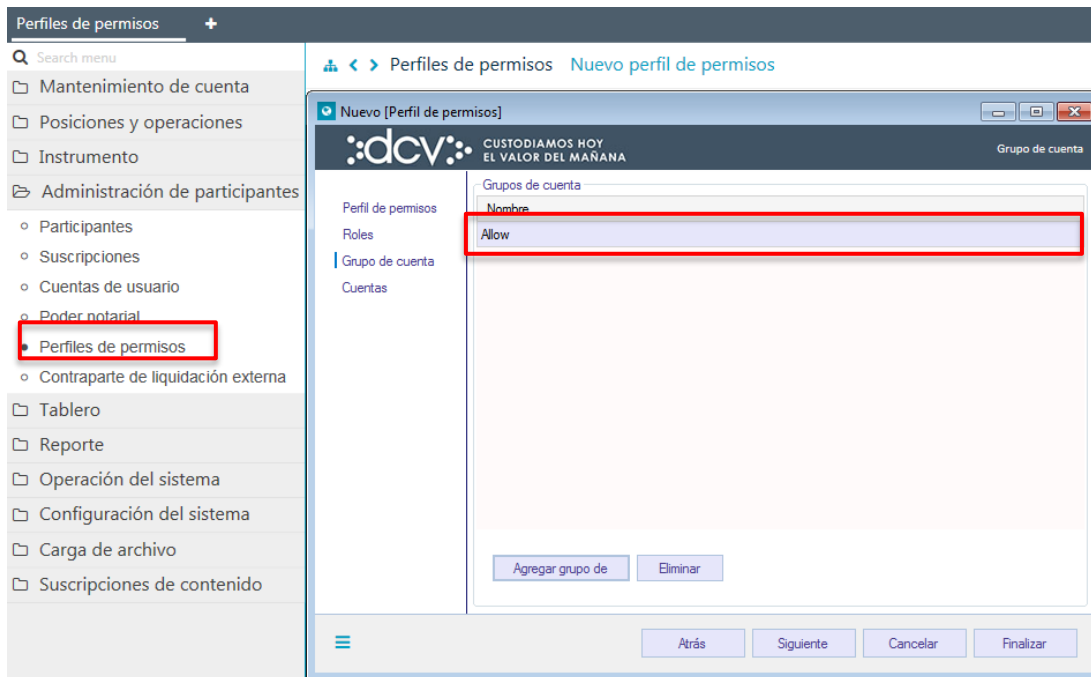 Perfiles de permisos +
Search menu
Mantenimiento de cuenta
Posiciones y operaciones
Instrumento
Administración de participantes
Participantes
Suscripciones
Cuentas de usuario
Poder notarial
Perfiles de permisos
Contraparte de liquidación externa
Tablero
Reporte
Operación del sistema
Configuración del sistema
Carga de archivo
Suscripciones de contenido
Perfiles de permisos Nuevo perfil de permisos
Nuevo [Perfil de permisos]
dcv CUSTODIAMOS HOY
EL VALOR DEL MAÑANA
Grupo de cuenta
Perfil de permisos
Roles
Grupo de cuenta
Cuentas
Grupos de cuenta
Nombre
Allow
Agregar grupo de Eliminar
Atrás Siguiente Cancelar Finalizar